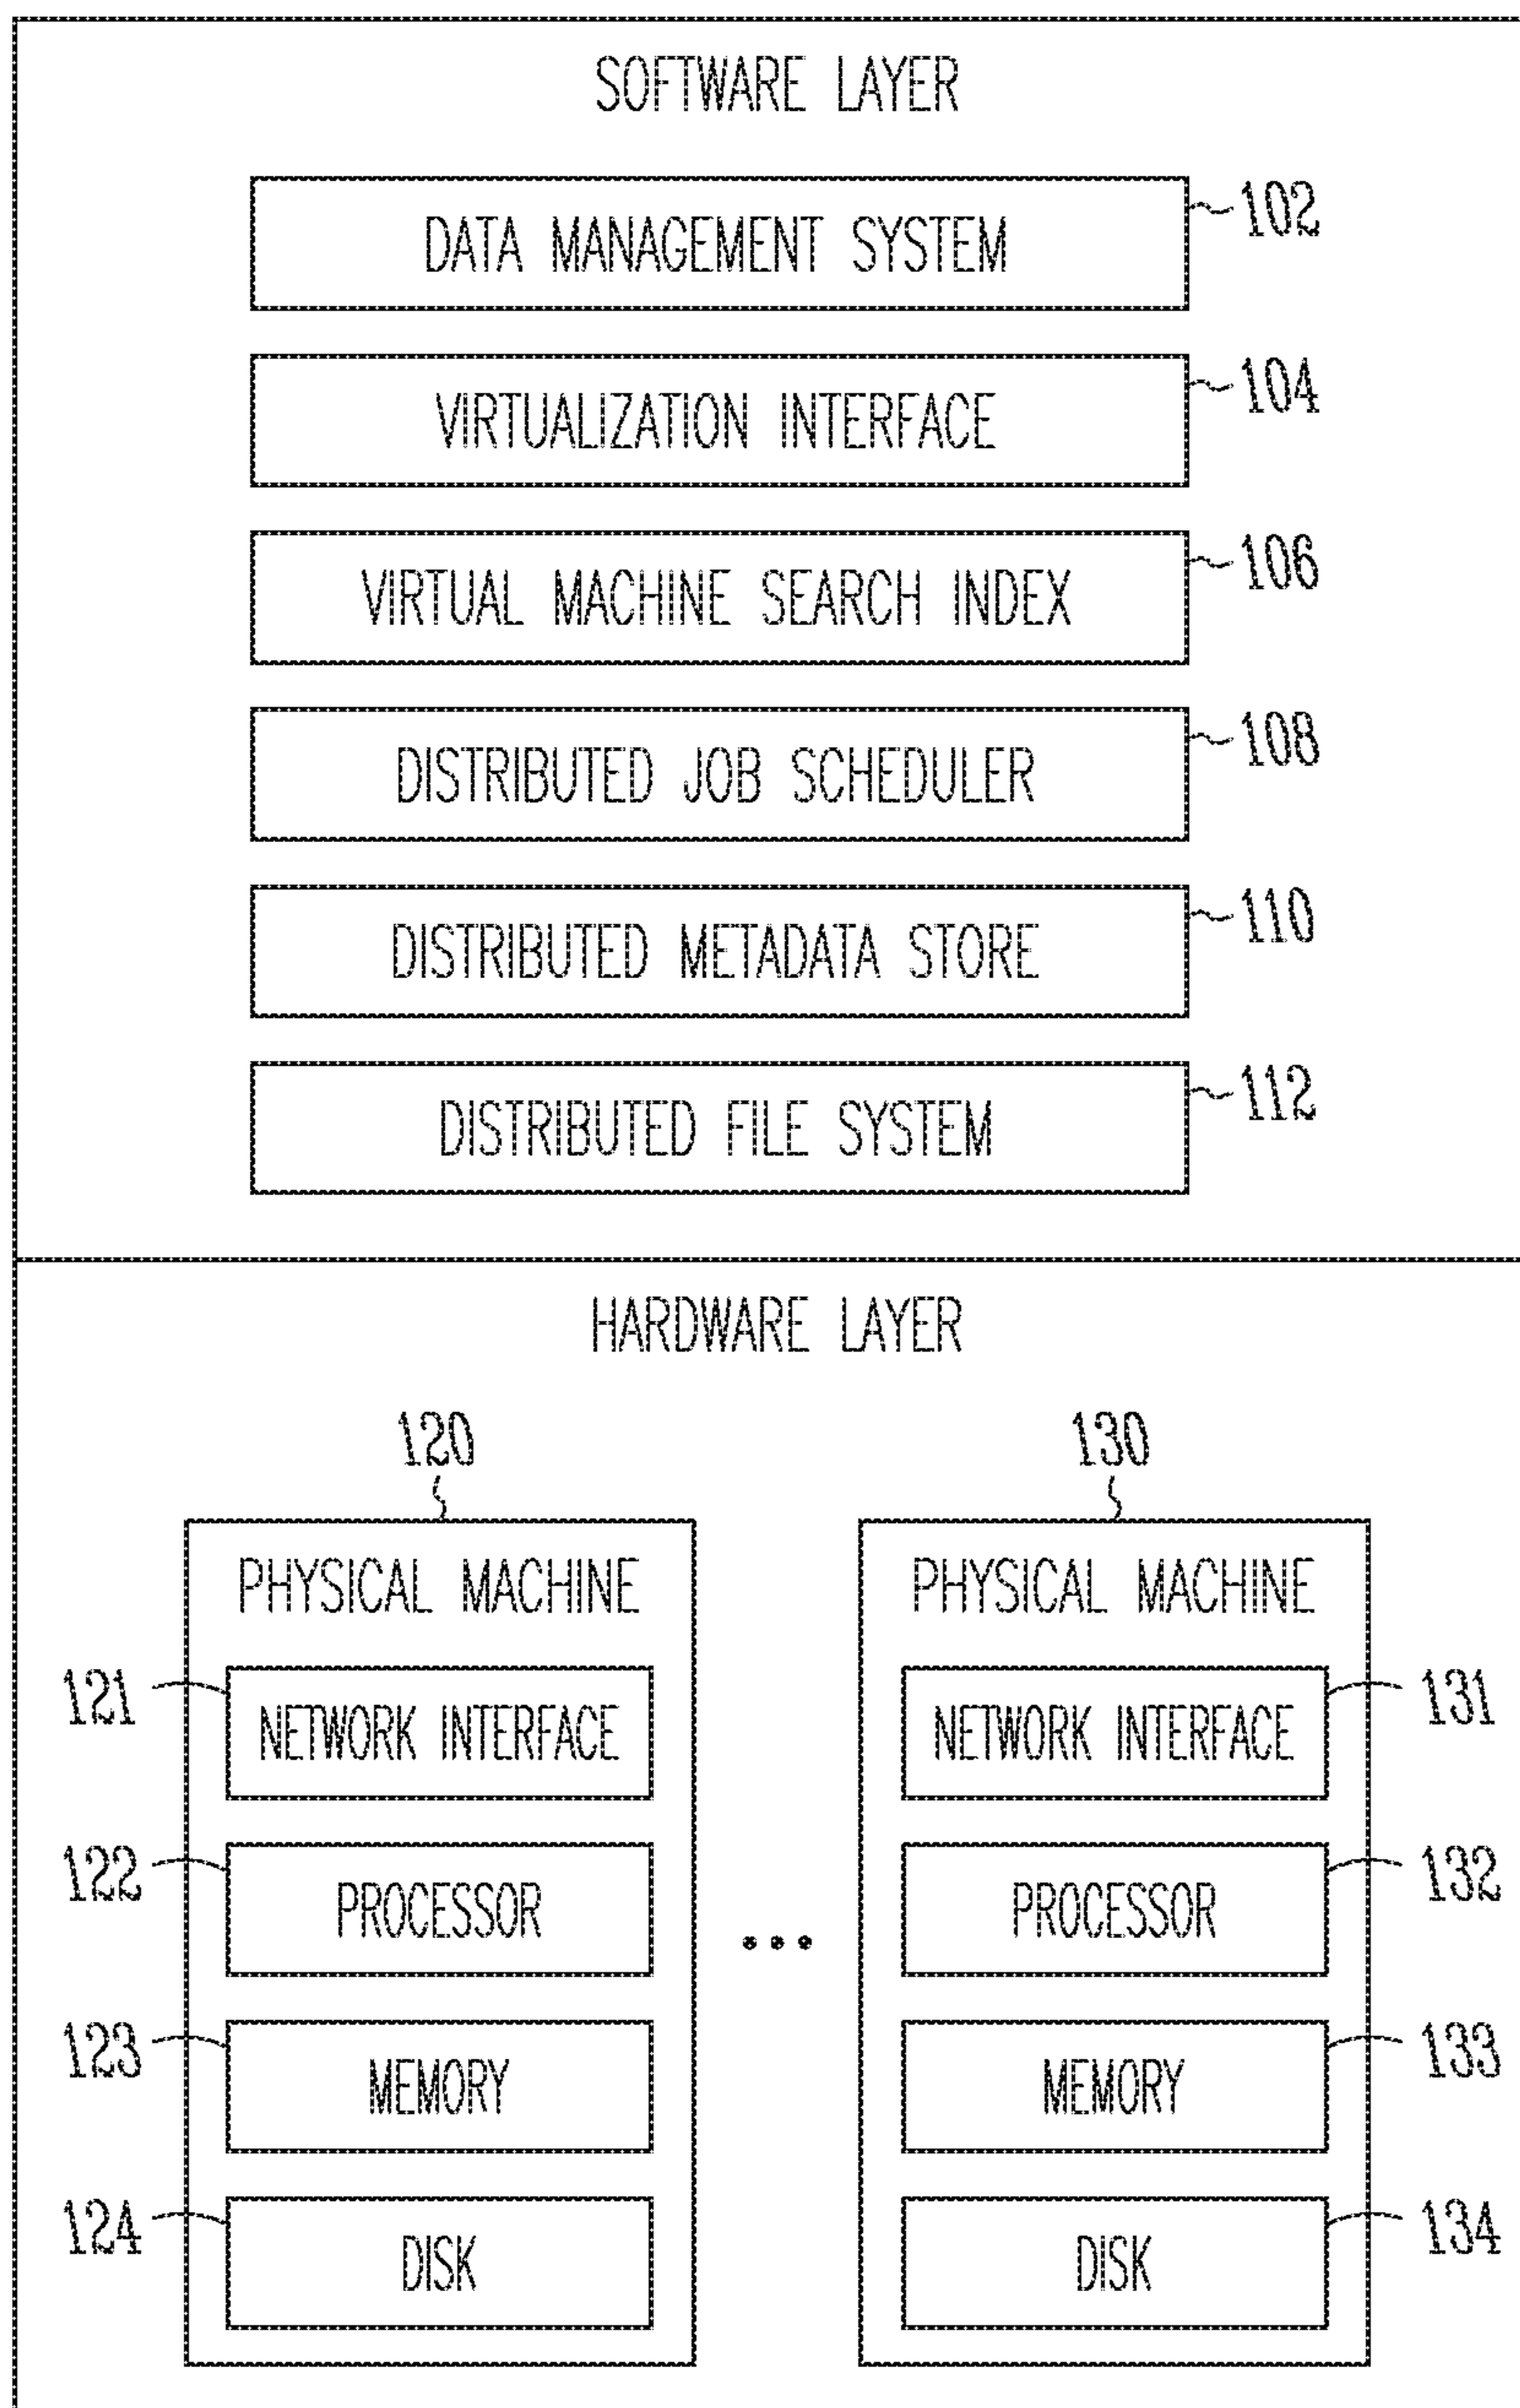 SOFTWARE LAYER
DATA MANAGEMENT SYSTEM 102
VIRTUALIZATION INTERFACE 104
VIRTUAL MACHINE SEARCH INDEX 106
DISTRIBUTED JOB SCHEDULER 108
DISTRIBUTED METADATA STORE 110
DISTRIBUTED FILE SYSTEM 112
HARDWARE LAYER
120
PHYSICAL MACHINE
121 NETWORK INTERFACE
122 PROCESSOR
123 MEMORY
124 DISK
...
130
PHYSICAL MACHINE
NETWORK INTERFACE 131
PROCESSOR 132
MEMORY 133
DISK 134